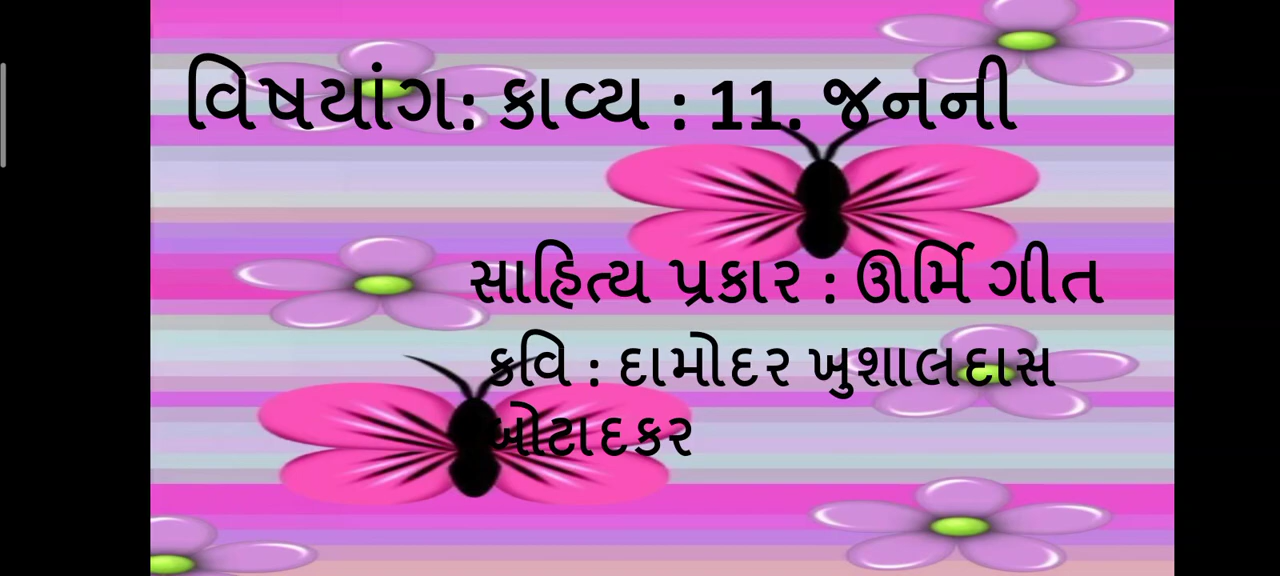 વિષયાંગ: કાવ્ય : 11. જનની
સાહિત્ય પ્રકાર : ઊર્મિ ગીત
કવિ : દામોદર ખુશાલદાસ
બોટાદકર